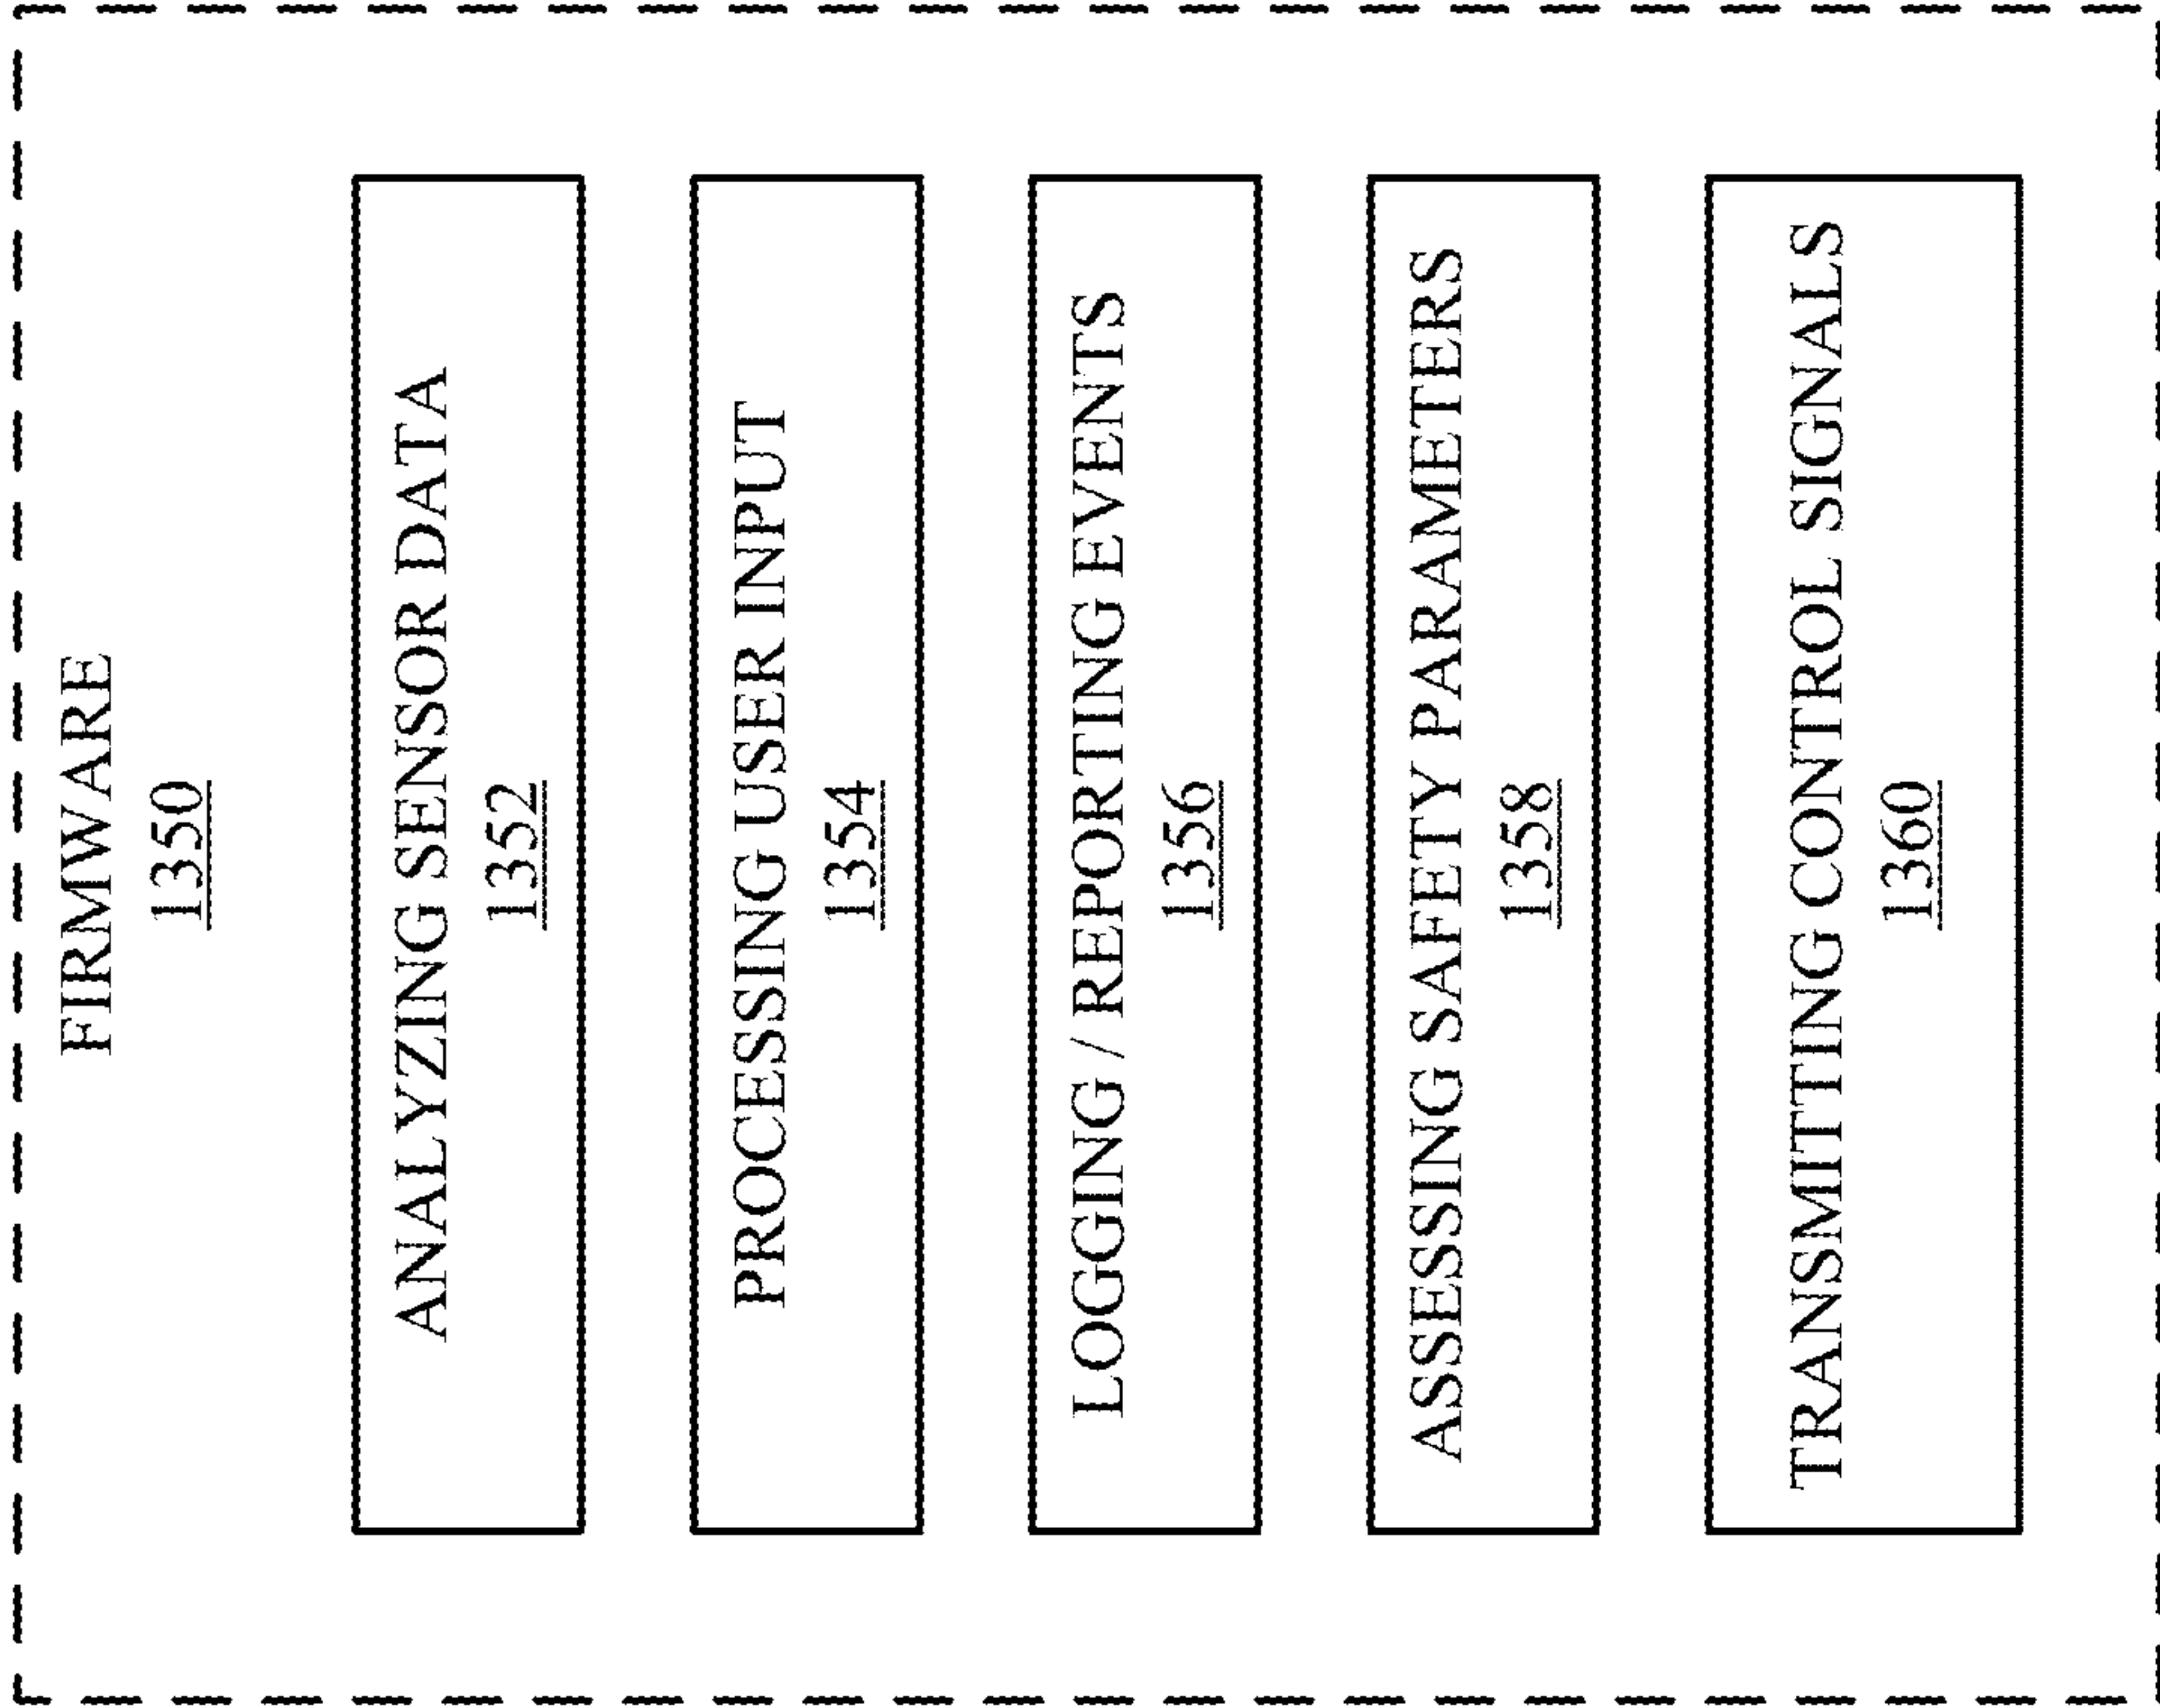 FIRMWARE
1350
ANALYZING SENSOR DATA
1352
PROCESSING USER INPUT
1354
LOGGING / REPORTING EVENTS
1356
ASSESSING SAFETY PARAMETERS
1358
TRANSMITTING CONTROL SIGNALS
1360